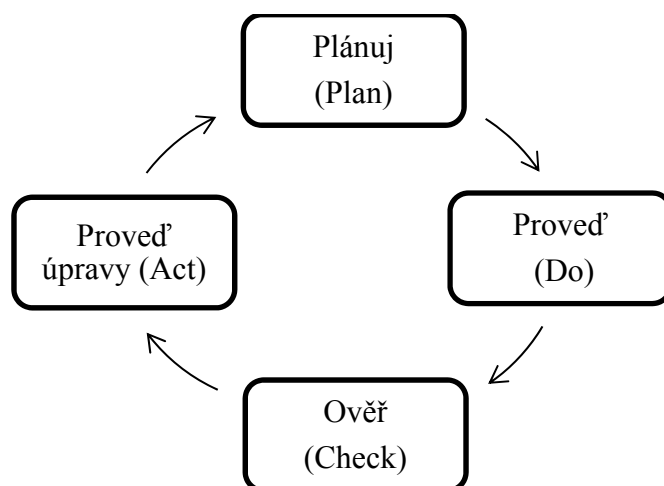 Plánuj
(Plan)
Proveď
(Do)
Ověř
(Check)
Proveď
úpravy (Act)